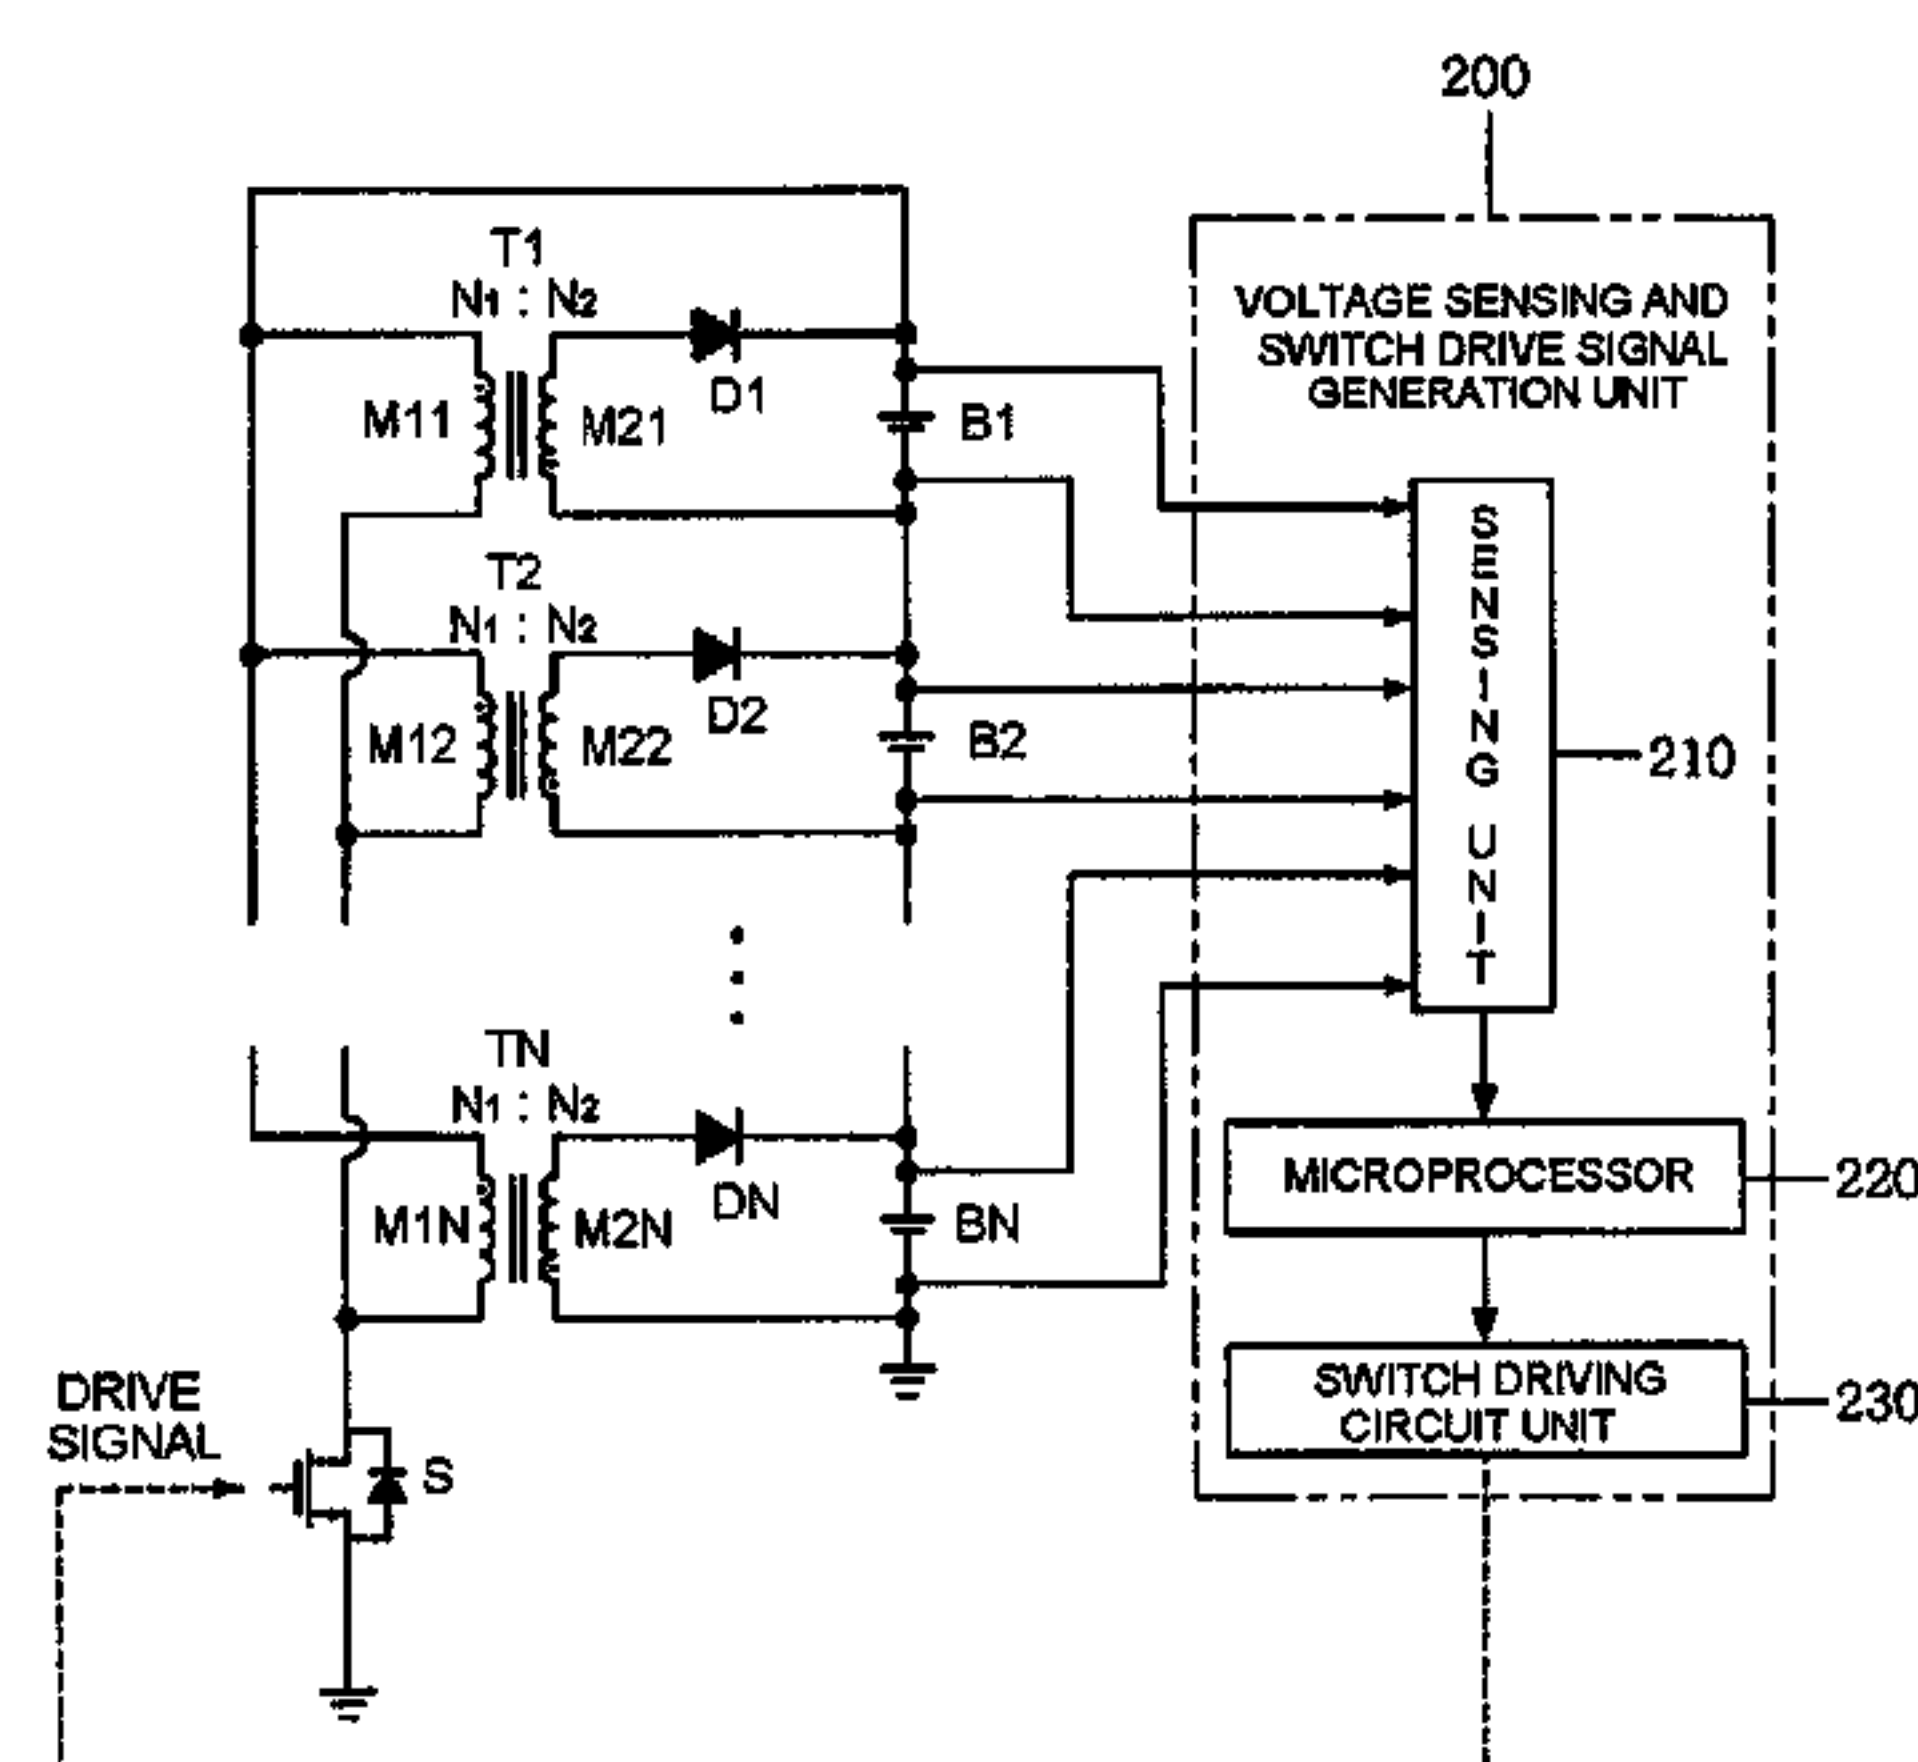 200
T1
N1 : N2
VOLTAGE SENSING AND
SWITCH DRIVE SIGNAL
GENERATION UNIT
M11
M21
D1
B1
T2
N1 : N2
SENSING UNIT
M12
M22
D2
B2
210
TN
N1 : N2
M1N
M2N
DN
BN
MICROPROCESSOR
220
DRIVE
SIGNAL
S
SWITCH DRIVING
CIRCUIT UNIT
230